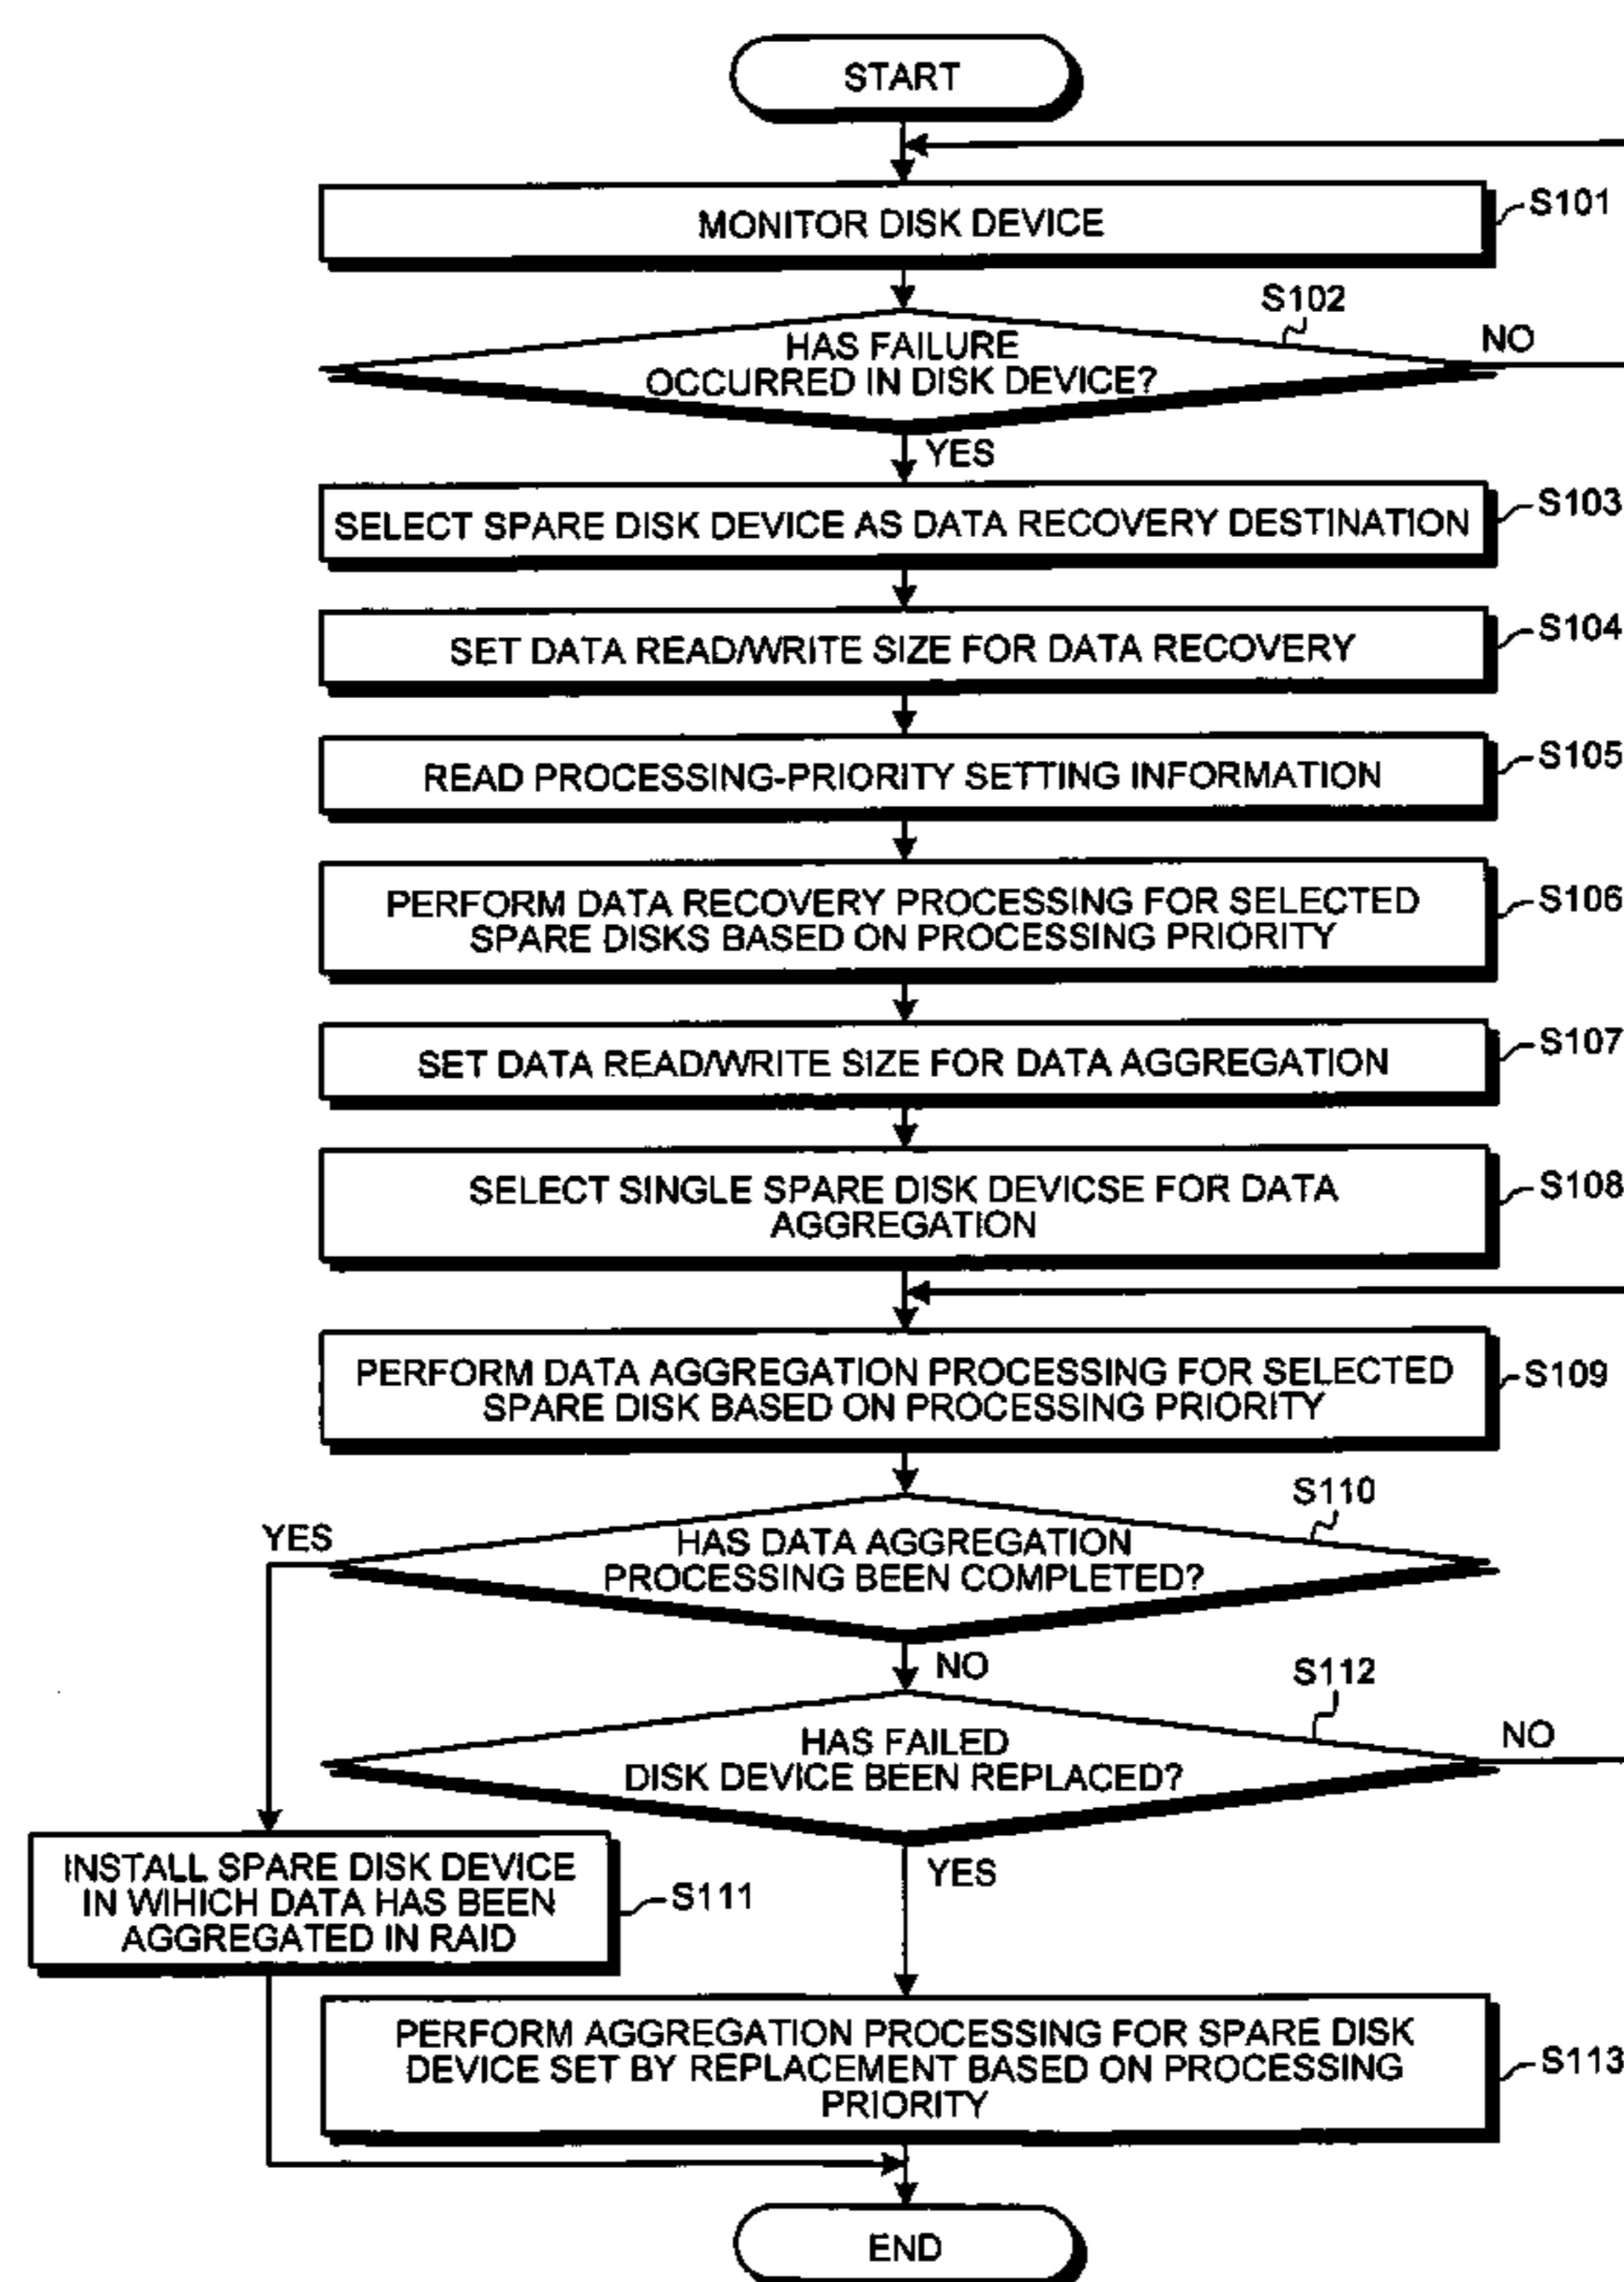 START
MONITOR DISK DEVICE
S101
S102
HAS FAILURE
OCCURRED IN DISK DEVICE?
NO
YES
SELECT SPARE DISK DEVICE AS DATA RECOVERY DESTINATION
S103
SET DATA READ/WRITE SIZE FOR DATA RECOVERY
S104
READ PROCESSING-PRIORITY SETTING INFORMATION
S105
PERFORM DATA RECOVERY PROCESSING FOR SELECTED
SPARE DISKS BASED ON PROCESSING PRIORITY
S106
SET DATA READ/WRITE SIZE FOR DATA AGGREGATION
S107
SELECT SINGLE SPARE DISK DEVICSE FOR DATA
AGGREGATION
S108
PERFORM DATA AGGREGATION PROCESSING FOR SELECTED
SPARE DISK BASED ON PROCESSING PRIORITY
S109
S110
YES
HAS DATA AGGREGATION
PROCESSING BEEN COMPLETED?
NO
S112
HAS FAILED
DISK DEVICE BEEN REPLACED?
NO
YES
INSTALL SPARE DISK DEVICE
IN WIHICH DATA HAS BEEN
AGGREGATED IN RAID
S111
PERFORM AGGREGATION PROCESSING FOR SPARE DISK
DEVICE SET BY REPLACEMENT BASED ON PROCESSING
PRIORITY
S113
END